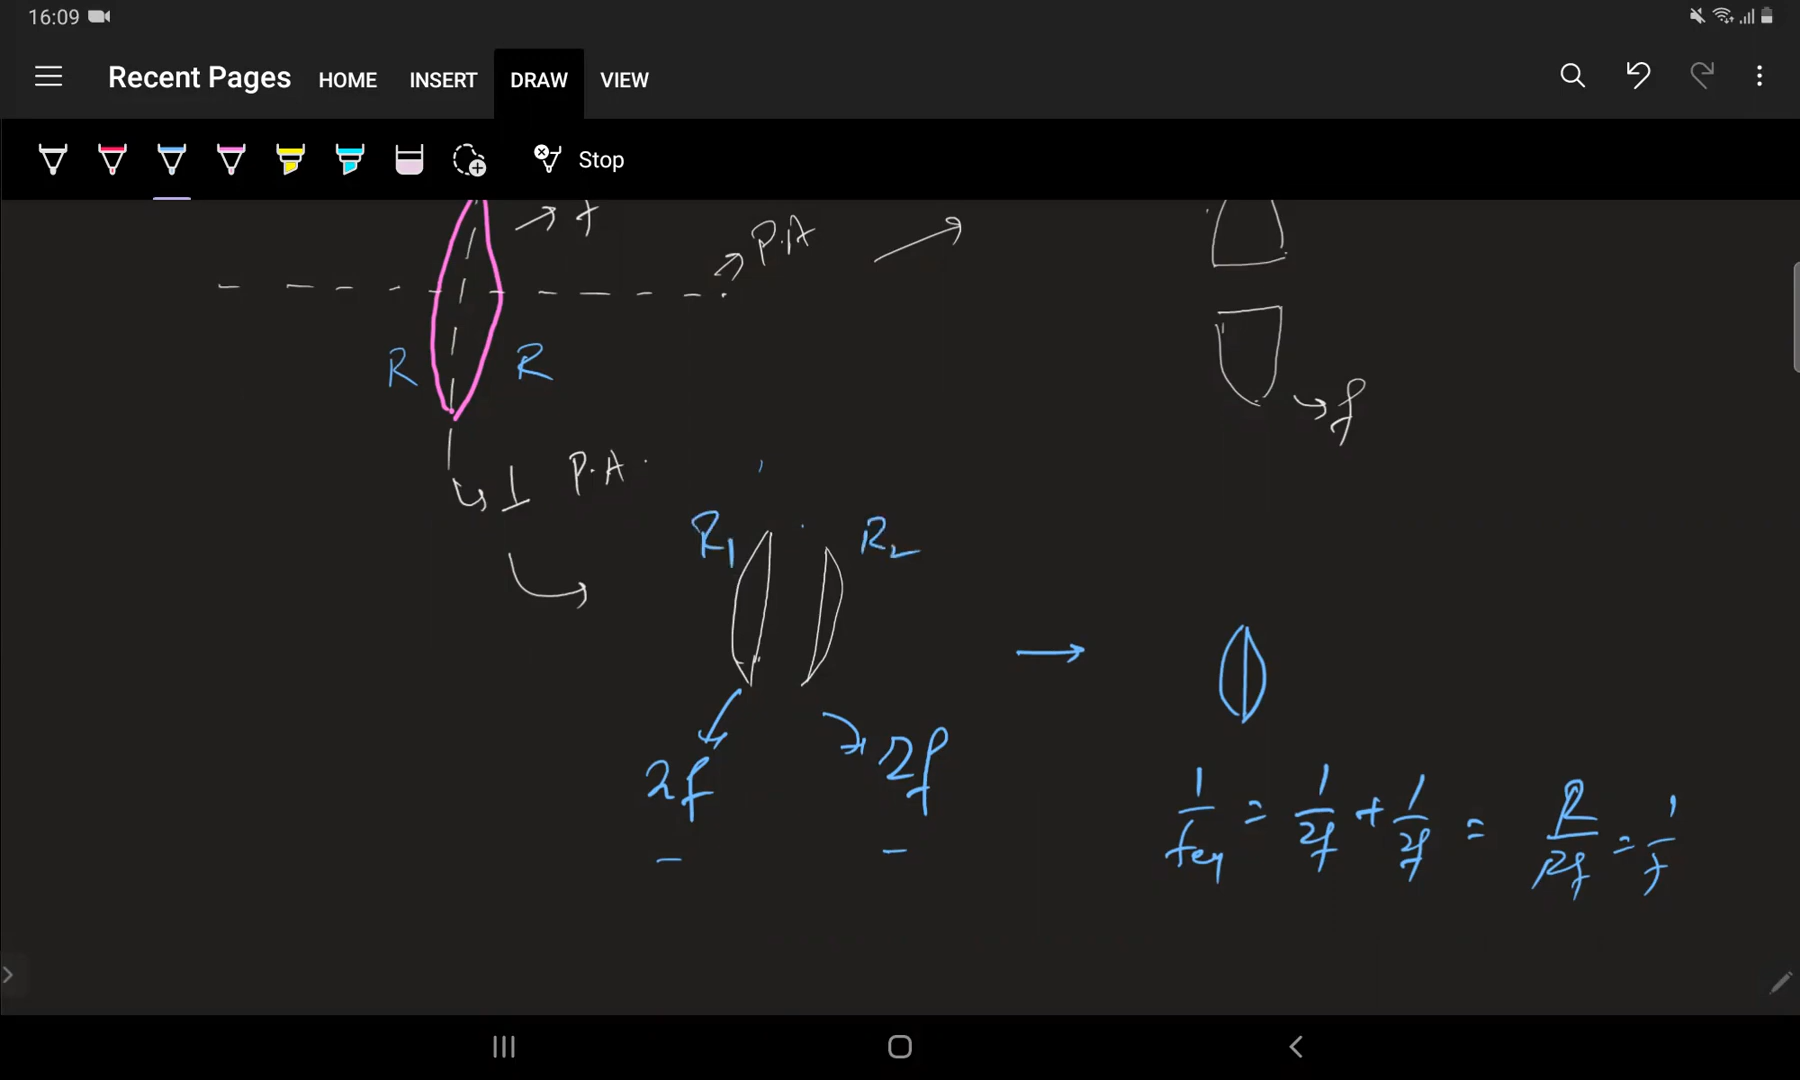 16:09
Recent Pages HOME INSERT DRAW VIEW
Stop
f
P.A
R R
f
⊥ P.A.
R1 R2
2f 2f
1/feq = 1/2f + 1/2f = 2/2f = 1/f